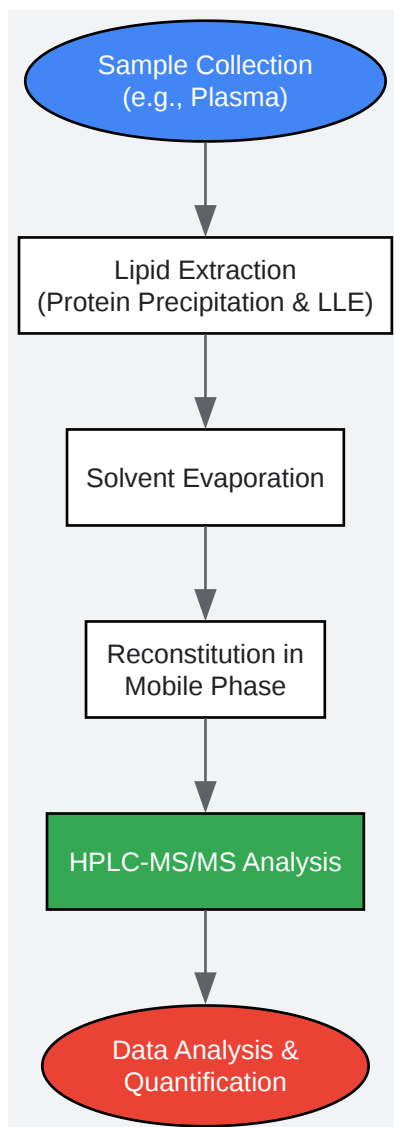 Sample Collection
(e.g., Plasma)
Lipid Extraction
(Protein Precipitation & LLE)
Solvent Evaporation
Reconstitution in
Mobile Phase
HPLC-MS/MS Analysis
Data Analysis &
Quantification